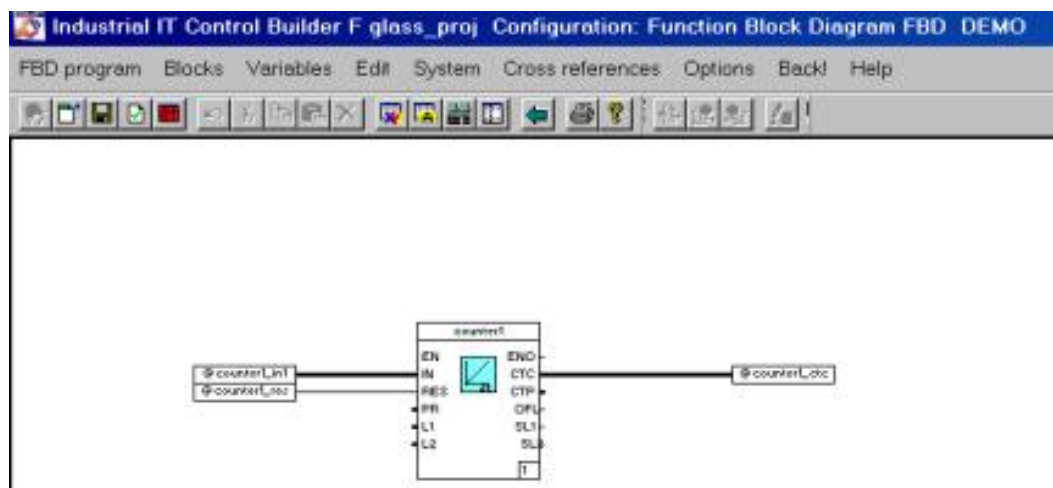 Industrial IT Control Builder F glass_proj Configuration: Function Block Diagram FBD DEMO
FBD program Blocks Variables Edit System Cross references Options Back! Help
counter1
EN ENO
@counter1_in1 IN CTC @counter1_ctc
@counter1_res RES CTP
PR OFL
L1 SL1
L2 SL
1